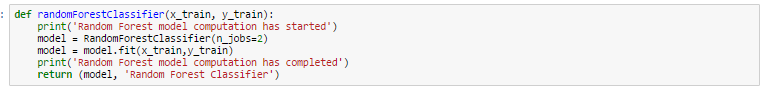 : def randomForestClassifier(x_train, y_train):
    print('Random Forest model computation has started')
    model = RandomForestClassifier(n_jobs=2)
    model = model.fit(x_train,y_train)
    print('Random Forest model computation has completed')
    return (model, 'Random Forest Classifier')